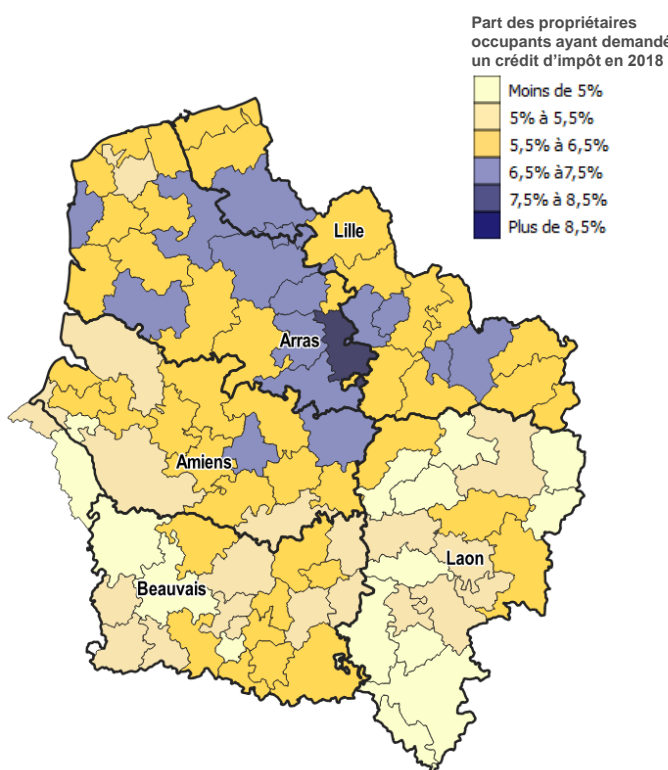 Part des propriétaires
occupants ayant demandé
un crédit d'impôt en 2018
Moins de 5%
5% à 5,5%
5,5% à 6,5%
6,5% à7,5%
7,5% à 8,5%
Plus de 8,5%
Lille
Arras
Amiens
Laon
Beauvais